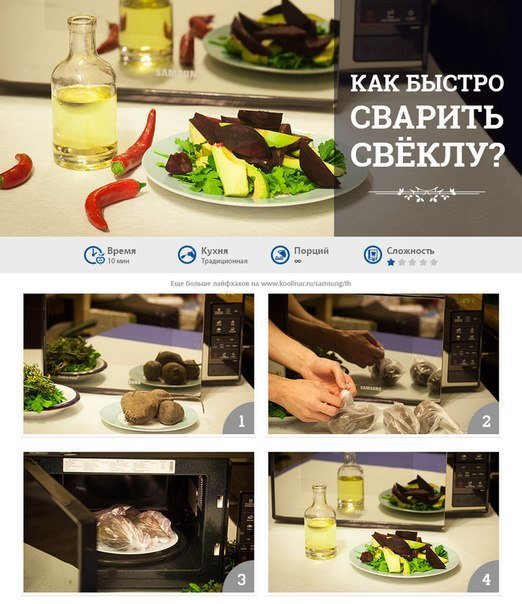 SAMSUNG
КАК БЫСТРО
СВАРИТЬ
СВЁКЛУ?
Время
10 мин
Кухня
Традиционная
Порций
∞
Сложность
Еще больше лайфхаков на www.koolinar.ru/samsung/lh
1
SAMSUNG
2
3
4